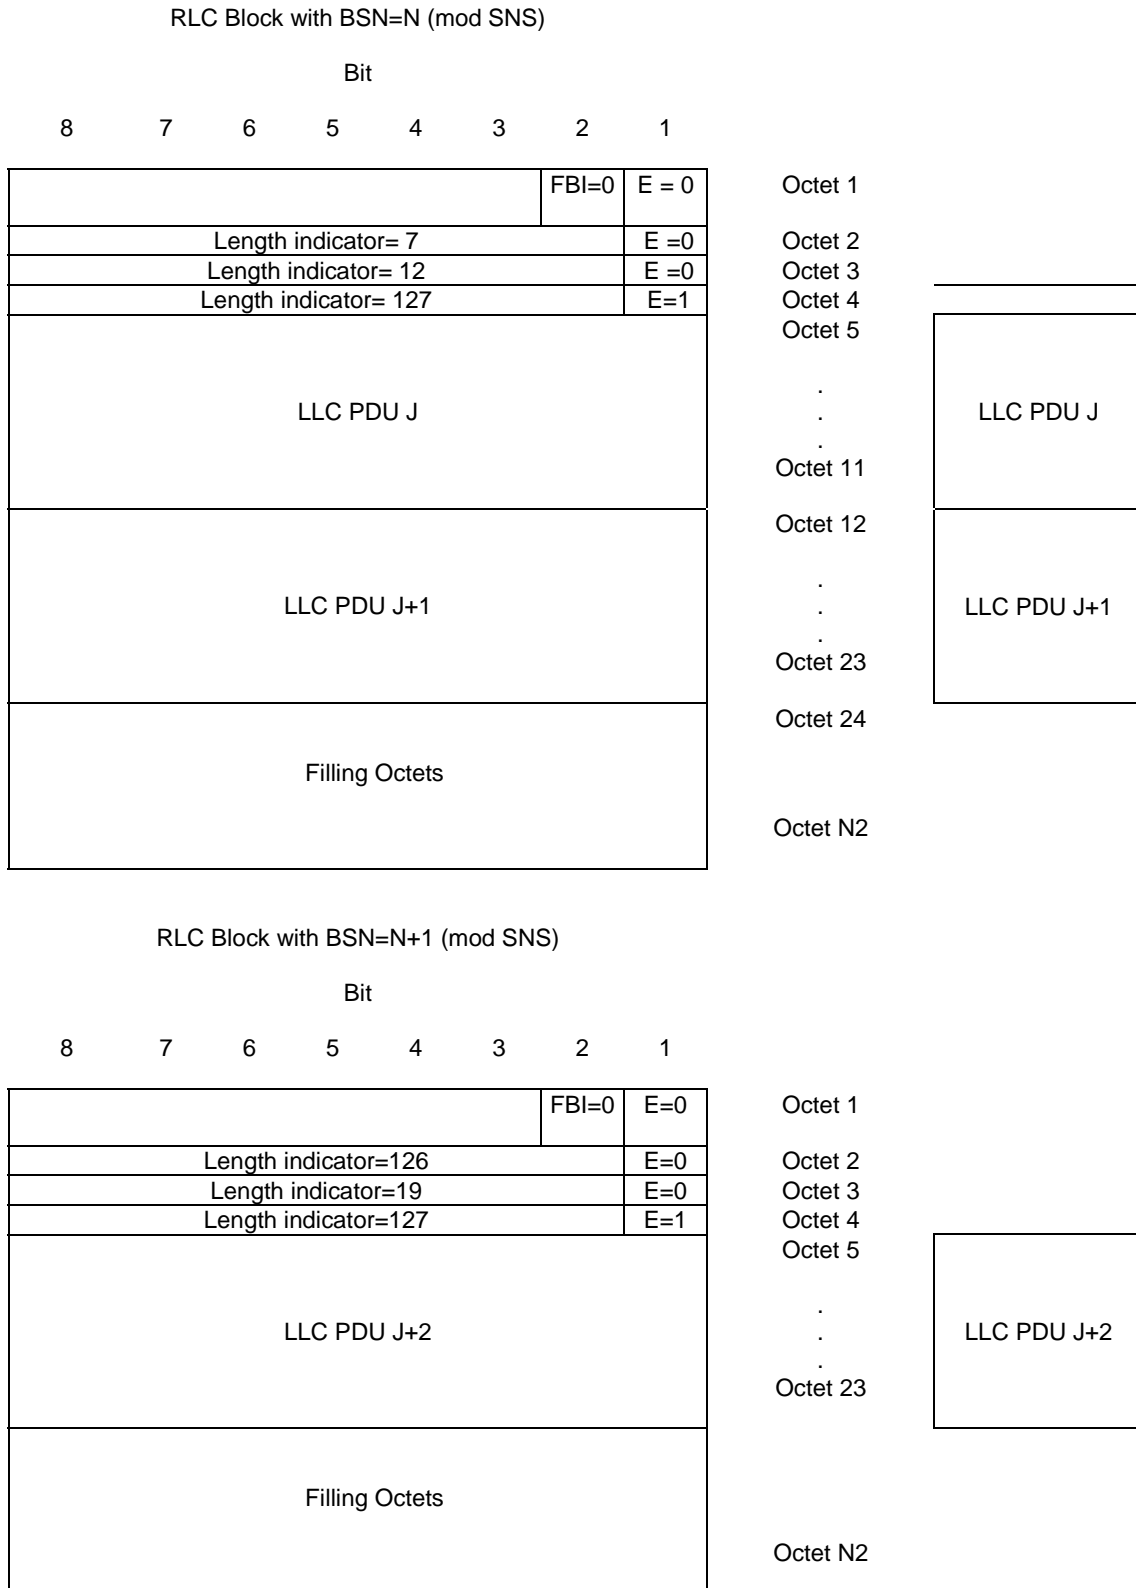 RLC Block with BSN=N (mod SNS)
Bit
8 7 6 5 4 3 2 1
FBI=0 E = 0 Octet 1
Length indicator= 7 E =0 Octet 2
Length indicator= 12 E =0 Octet 3
Length indicator= 127 E=1 Octet 4
Octet 5
.
LLC PDU J . LLC PDU J
.
Octet 11
Octet 12
.
LLC PDU J+1 . LLC PDU J+1
.
Octet 23
Octet 24
Filling Octets
Octet N2
RLC Block with BSN=N+1 (mod SNS)
Bit
8 7 6 5 4 3 2 1
FBI=0 E=0 Octet 1
Length indicator=126 E=0 Octet 2
Length indicator=19 E=0 Octet 3
Length indicator=127 E=1 Octet 4
Octet 5
.
LLC PDU J+2 . LLC PDU J+2
.
Octet 23
Filling Octets
Octet N2